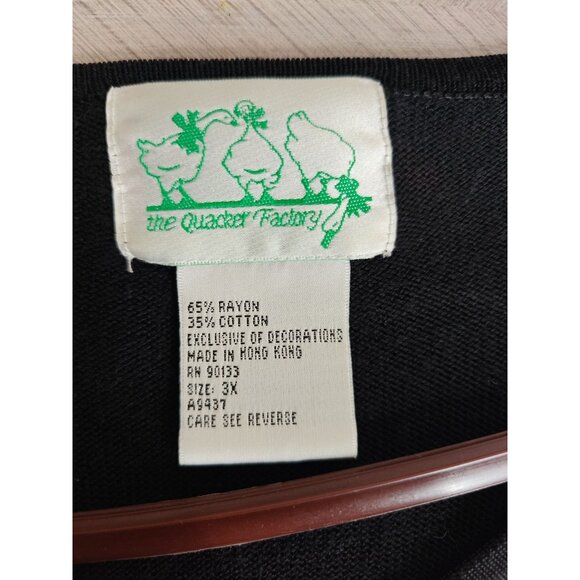 the Quacker Factory
65% RAYON
35% COTTON
EXCLUSIVE OF DECORATIONS
MADE IN HONG KONG
RN 90133
SIZE: 3X
A9437
CARE SEE REVERSE